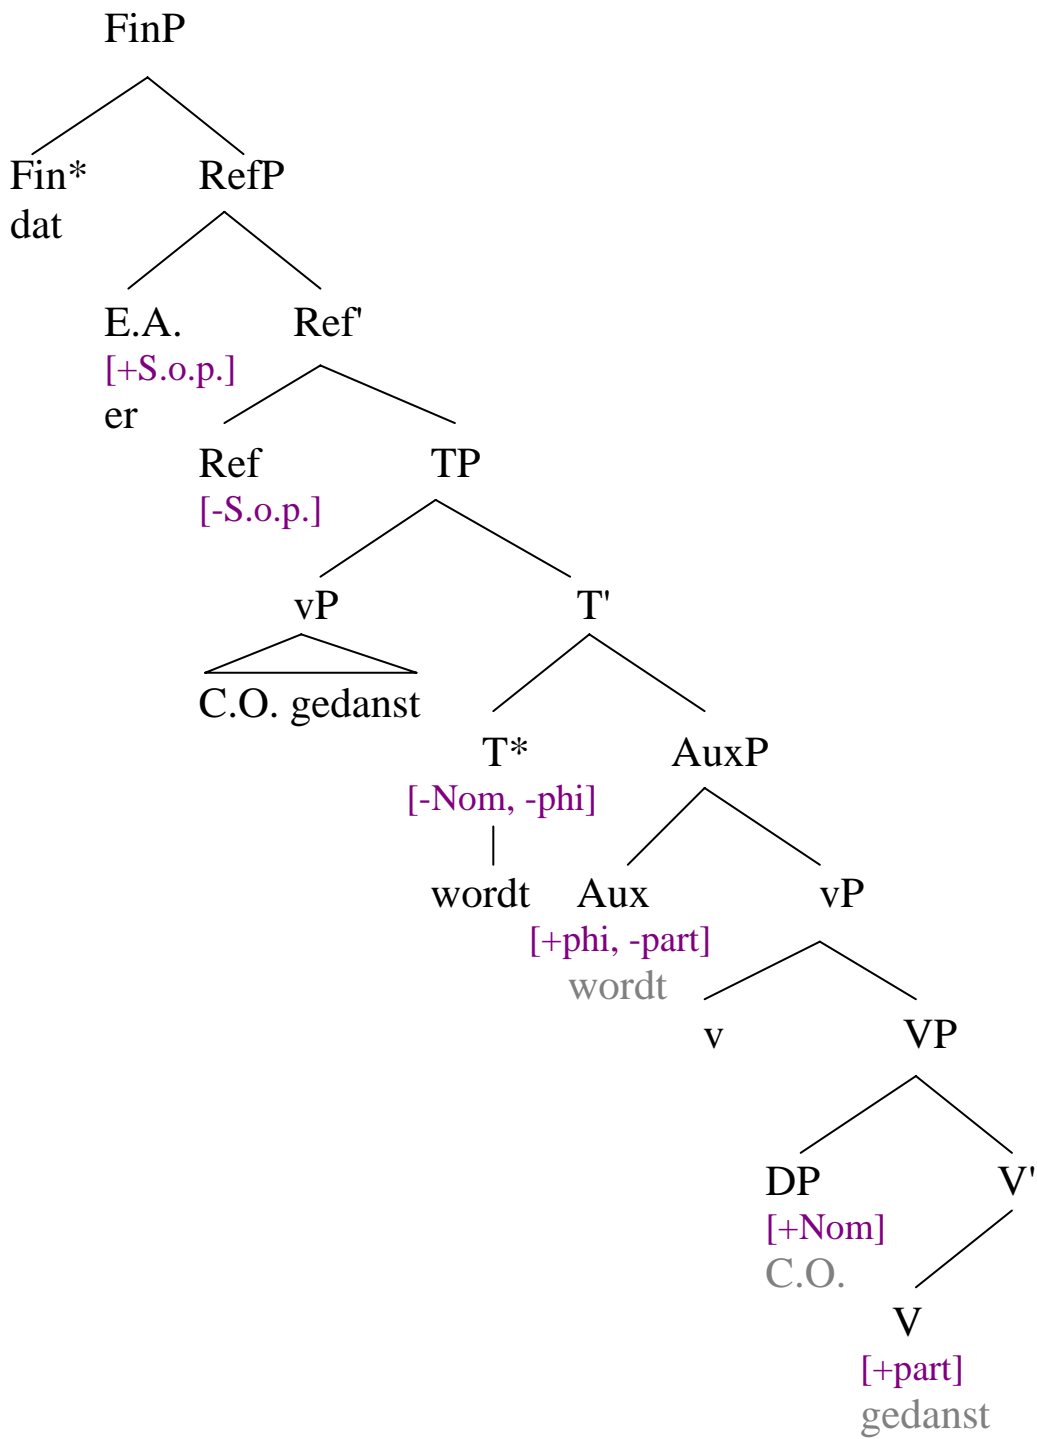 FinP
Fin* RefP
dat
E.A. Ref'
[+S.o.p.]
er
Ref TP
[-S.o.p.]
vP T'
C.O. gedanst
T* AuxP
[-Nom, -phi]
wordt Aux vP
[+phi, -part]
wordt
v VP
DP V'
[+Nom]
C.O.
V
[+part]
gedanst